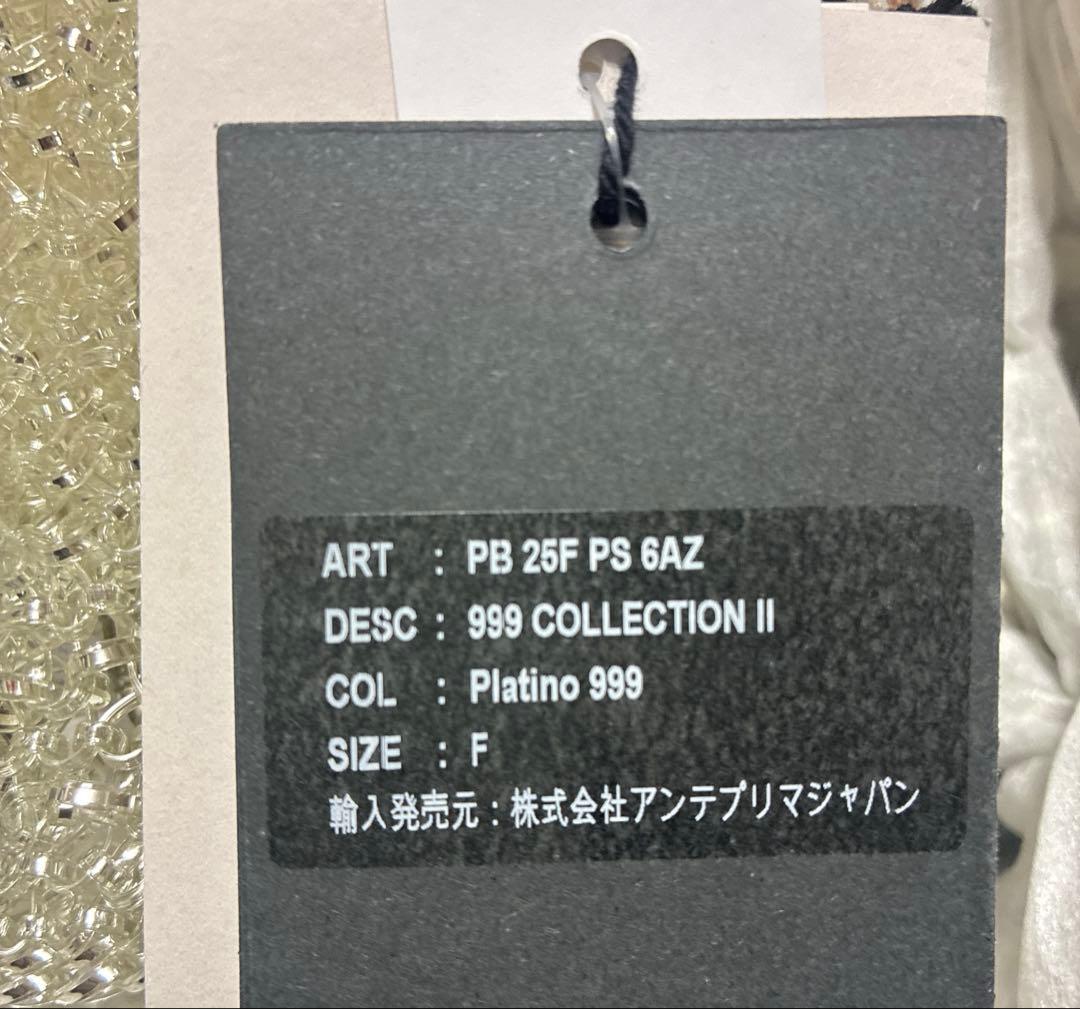 ART : PB 25F PS 6AZ
DESC : 999 COLLECTION II
COL : Platino 999
SIZE : F
輸入発売元：株式会社アンテプリマジャパン